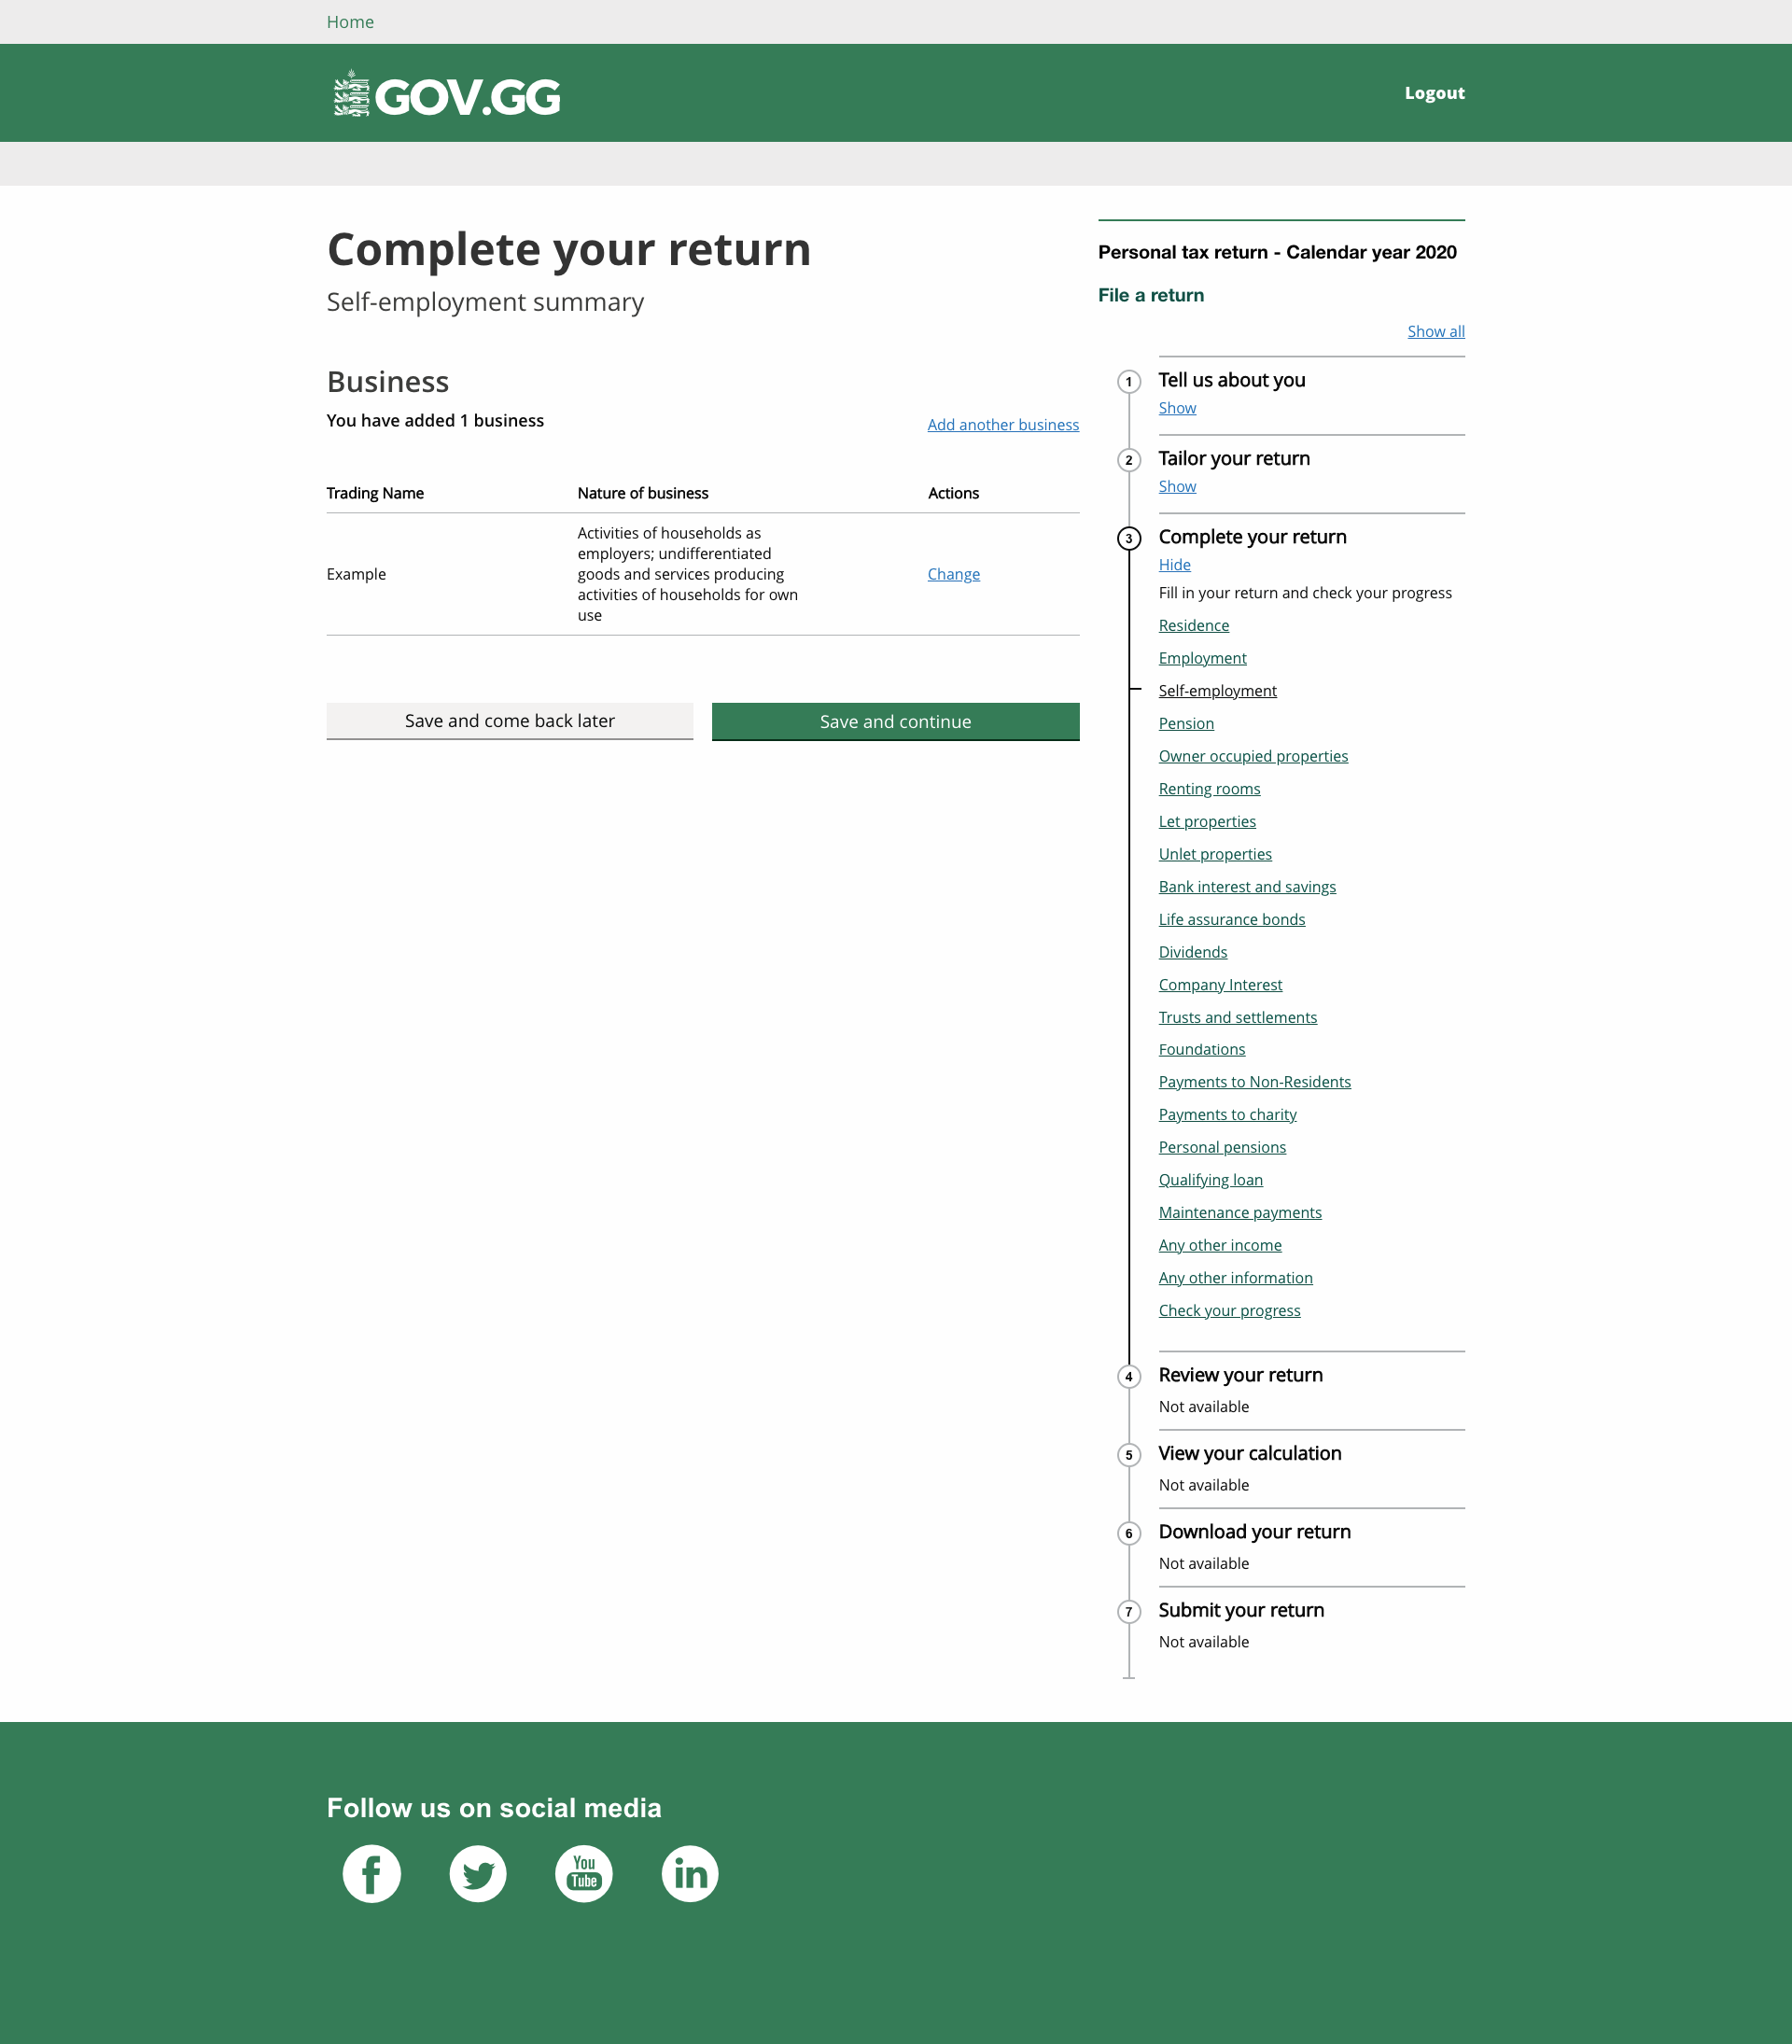 Home
GOV.GG
Logout
Complete your return
Self-employment summary
Business
You have added 1 business
Add another business
Trading Name Nature of business Actions
Example
Activities of households as
employers; undifferentiated
goods and services producing
activities of households for own
use
Change
Save and come back later
Save and continue
Personal tax return - Calendar year 2020
File a return
Show all
1 Tell us about you
Show
2 Tailor your return
Show
3 Complete your return
Hide
Fill in your return and check your progress
Residence
Employment
Self-employment
Pension
Owner occupied properties
Renting rooms
Let properties
Unlet properties
Bank interest and savings
Life assurance bonds
Dividends
Company Interest
Trusts and settlements
Foundations
Payments to Non-Residents
Payments to charity
Personal pensions
Qualifying loan
Maintenance payments
Any other income
Any other information
Check your progress
4 Review your return
Not available
5 View your calculation
Not available
6 Download your return
Not available
7 Submit your return
Not available
Follow us on social media
f
You
Tube
in